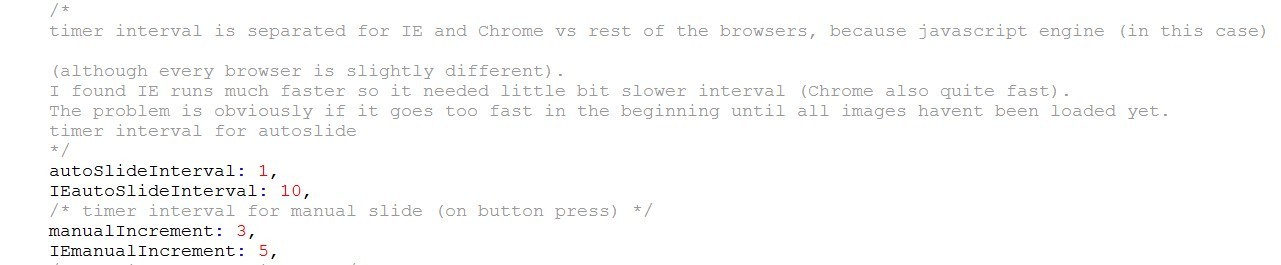 /*
timer interval is separated for IE and Chrome vs rest of the browsers, because javascript engine (in this case)
(although every browser is slightly different).
I found IE runs much faster so it needed little bit slower interval (Chrome also quite fast).
The problem is obviously if it goes too fast in the beginning until all images havent been loaded yet.
timer interval for autoslide
*/
autoSlideInterval: 1,
IEautoSlideInterval: 10,
/* timer interval for manual slide (on button press) */
manualIncrement: 3,
IEmanualIncrement: 5,